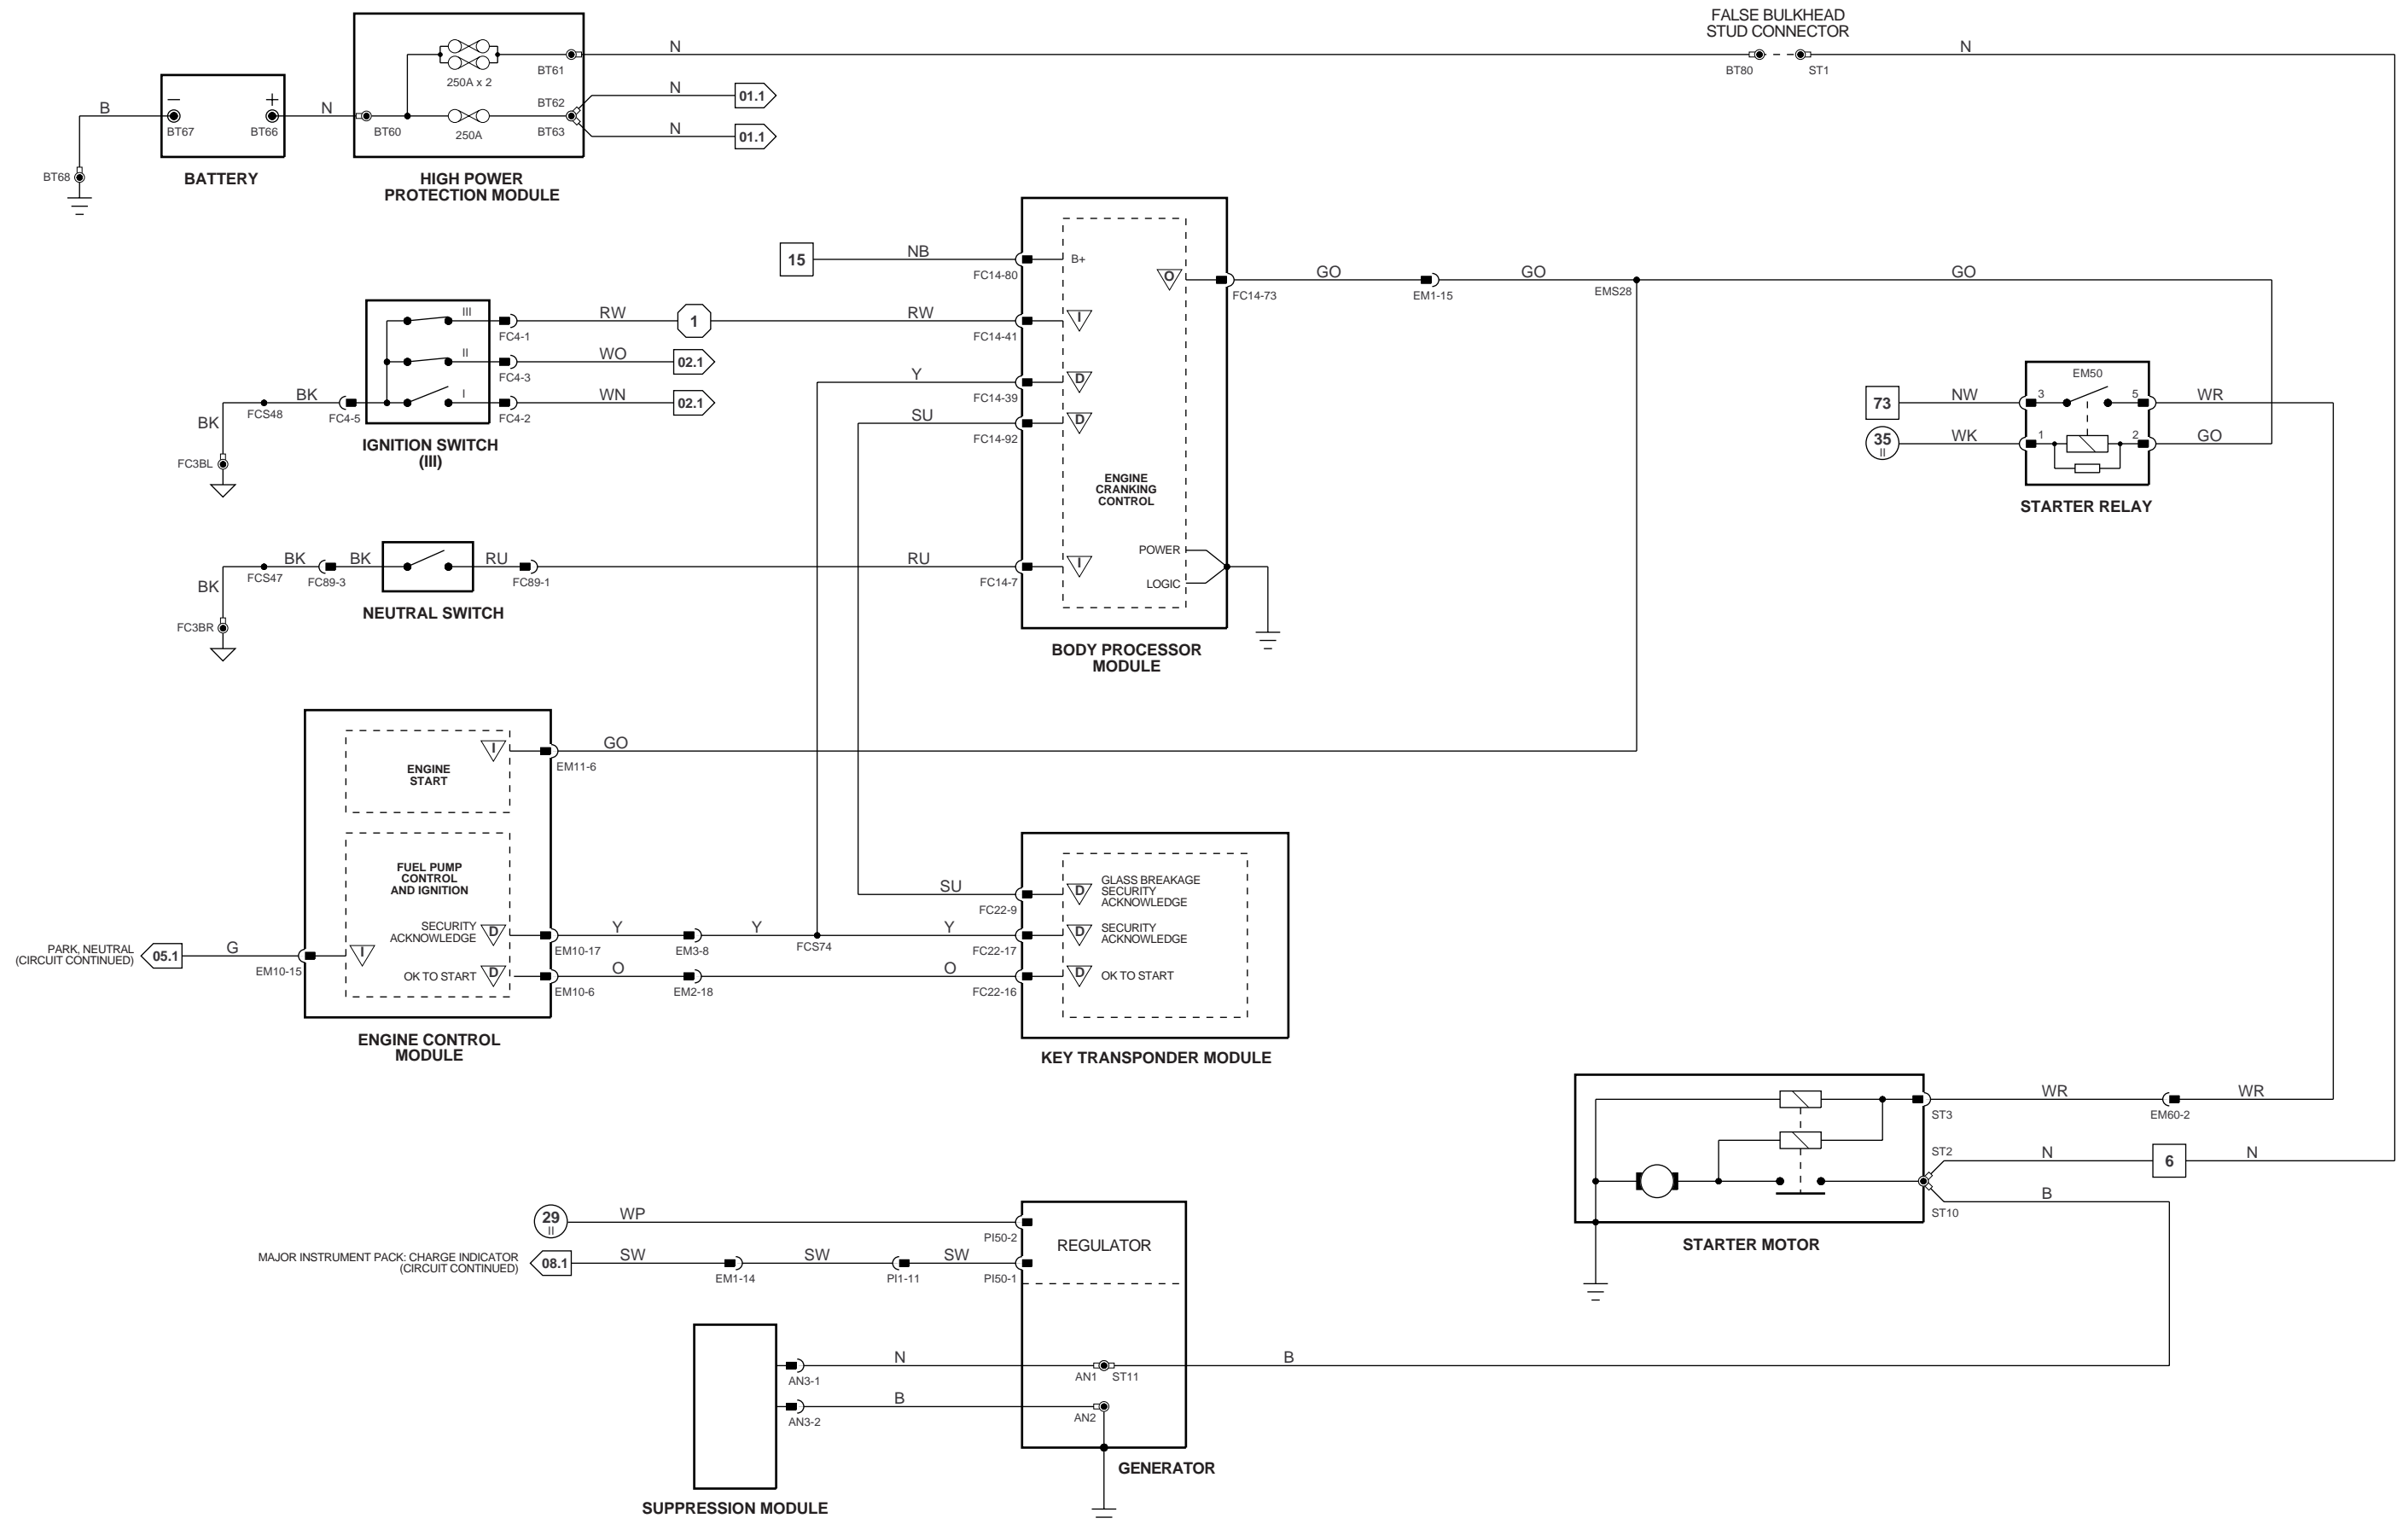 FALSE BULKHEAD
STUD CONNECTOR
N
N
BT61
BT80
ST1
250A x 2
N
01.1
BT62
B
−
+
N
BT67
BT66
BT60
250A
BT63
N
01.1
BT68
BATTERY
HIGH POWER
PROTECTION MODULE
15
NB
B+
FC14-80
O
GO
GO
GO
FC14-73
EM1-15
EMS28
III
RW
1
RW
I
FC4-1
FC14-41
II
WO
02.1
FC4-3
Y
D
FC14-39
BK
I
WN
02.1
FCS48
FC4-5
FC4-2
BK
SU
D
FC14-92
IGNITION SWITCH
(III)
FC3BL
ENGINE
CRANKING
CONTROL
EM50
73
NW
3
5
WR
35
II
WK
1
2
GO
STARTER RELAY
BK
BK
RU
RU
I
POWER
LOGIC
FCS47
FC89-3
FC89-1
FC14-7
BK
NEUTRAL SWITCH
FC3BR
BODY PROCESSOR
MODULE
I
GO
EM11-6
ENGINE
START
FUEL PUMP
CONTROL
AND IGNITION
SU
D
GLASS BREAKAGE
SECURITY
ACKNOWLEDGE
FC22-9
SECURITY
ACKNOWLEDGE
D
Y
Y
Y
D
SECURITY
ACKNOWLEDGE
EM10-17
EM3-8
FCS74
FC22-17
PARK, NEUTRAL
(CIRCUIT CONTINUED)
05.1
G
I
EM10-15
OK TO START
D
O
O
D
OK TO START
EM10-6
EM2-18
FC22-16
ENGINE CONTROL
MODULE
KEY TRANSPONDER MODULE
WR
WR
ST3
EM60-2
ST2
N
6
N
B
ST10
STARTER MOTOR
29
II
WP
PI50-2
REGULATOR
MAJOR INSTRUMENT PACK: CHARGE INDICATOR
(CIRCUIT CONTINUED)
08.1
SW
SW
SW
EM1-14
PI1-11
PI50-1
N
B
AN3-1
AN1
ST11
B
AN3-2
AN2
GENERATOR
SUPPRESSION MODULE